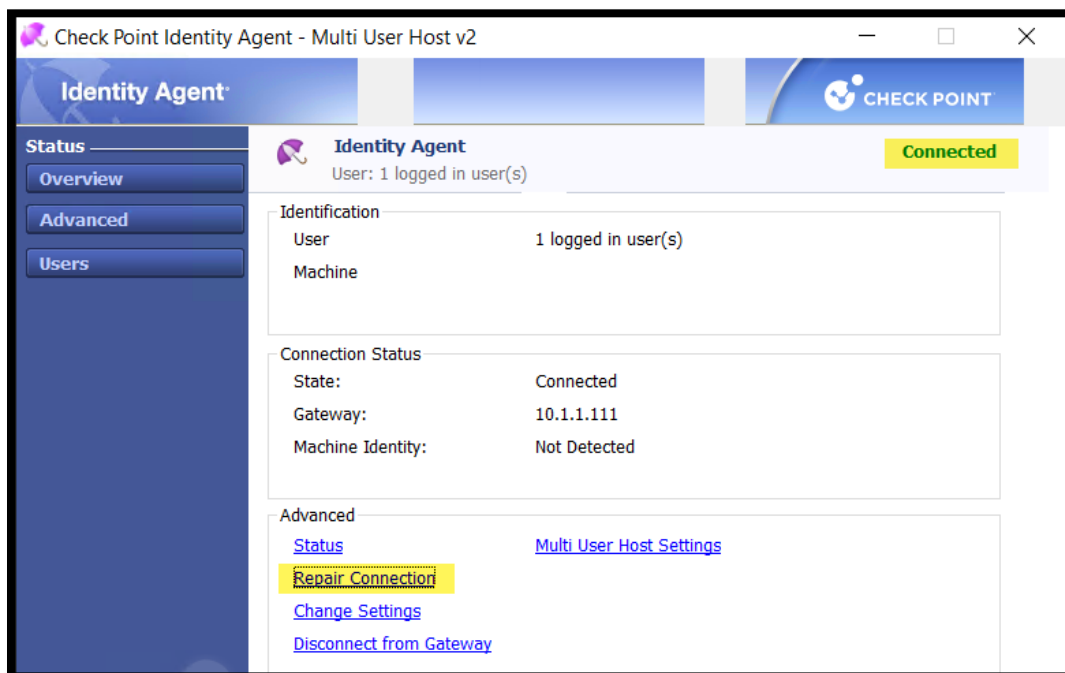 Check Point Identity Agent - Multi User Host v2
Identity Agent
CHECK POINT
Status
Overview
Advanced
Users
Identity Agent
User: 1 logged in user(s)
Connected
Identification
User 1 logged in user(s)
Machine
Connection Status
State: Connected
Gateway: 10.1.1.111
Machine Identity: Not Detected
Advanced
Status Multi User Host Settings
Repair Connection
Change Settings
Disconnect from Gateway